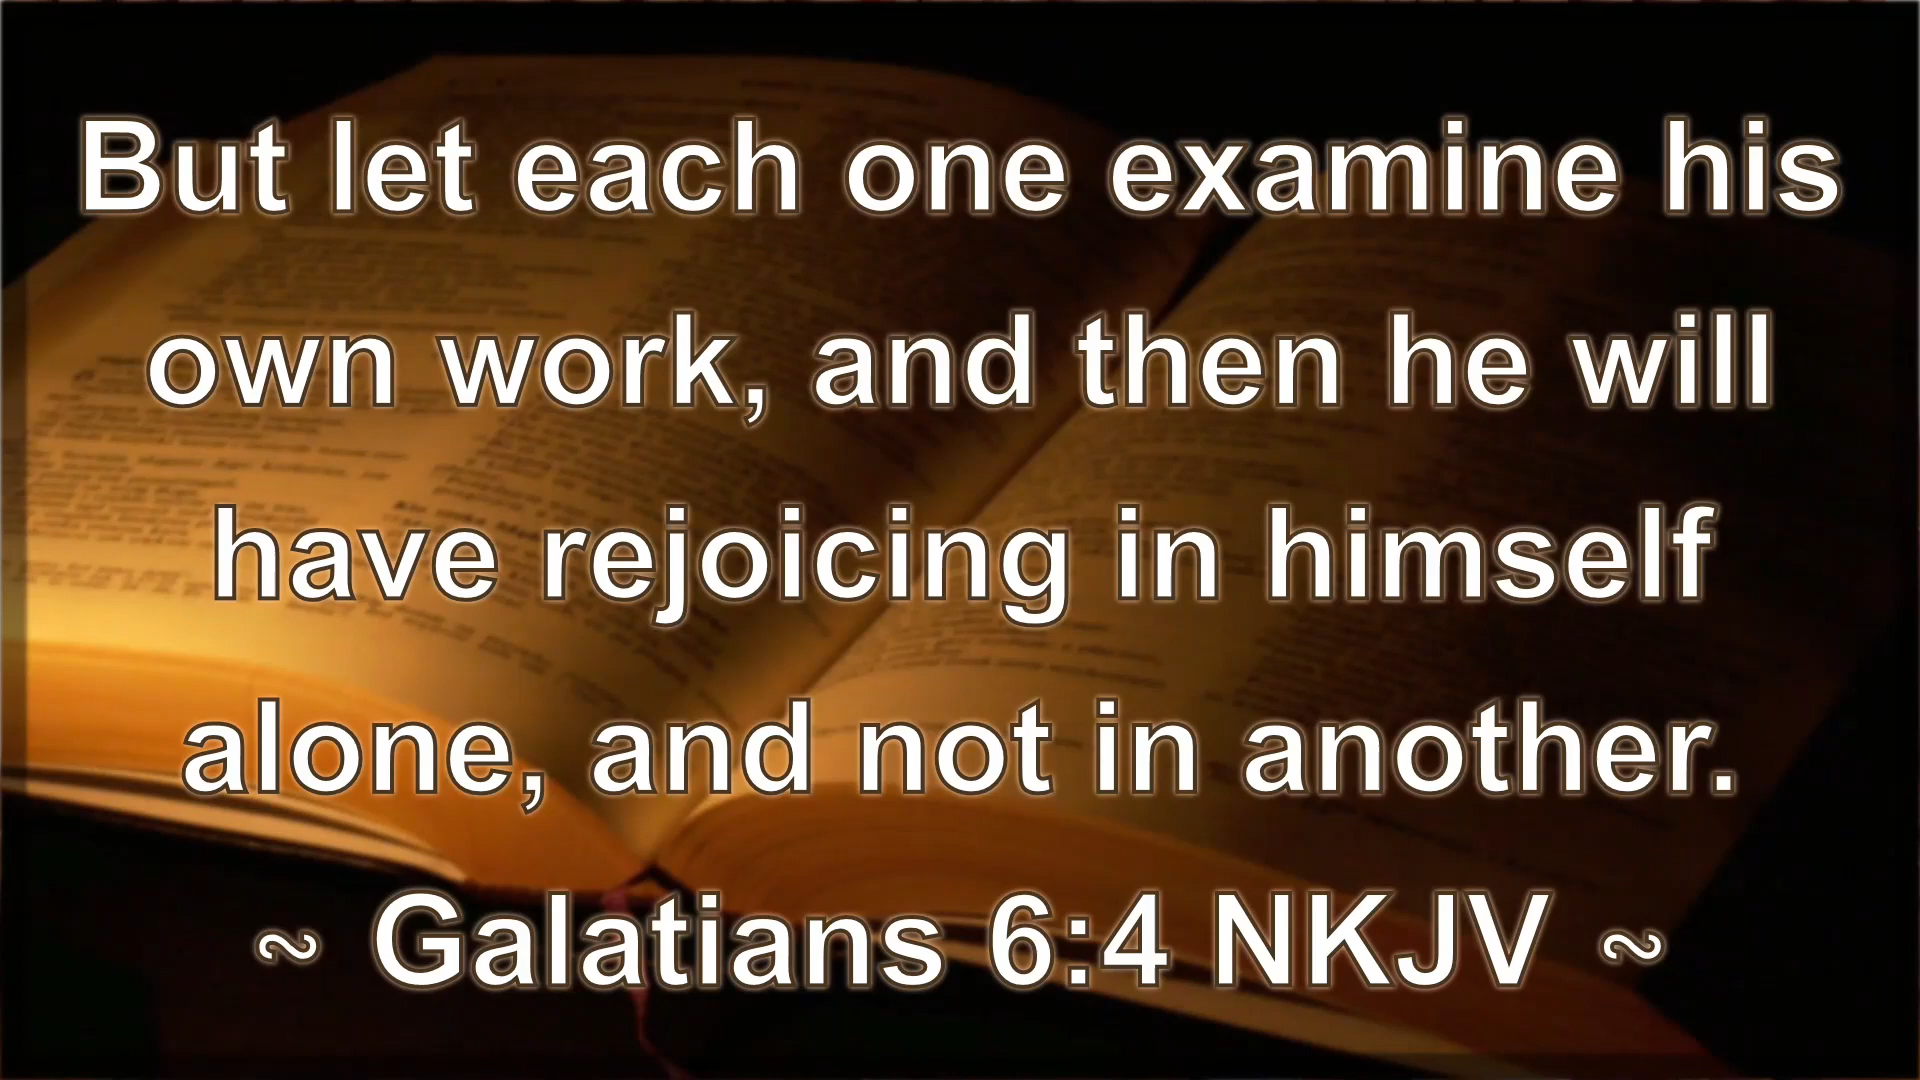 But let each one examine his
own work, and then he will
have rejoicing in himself
alone, and not in another.
~ Galatians 6:4 NKJV ~